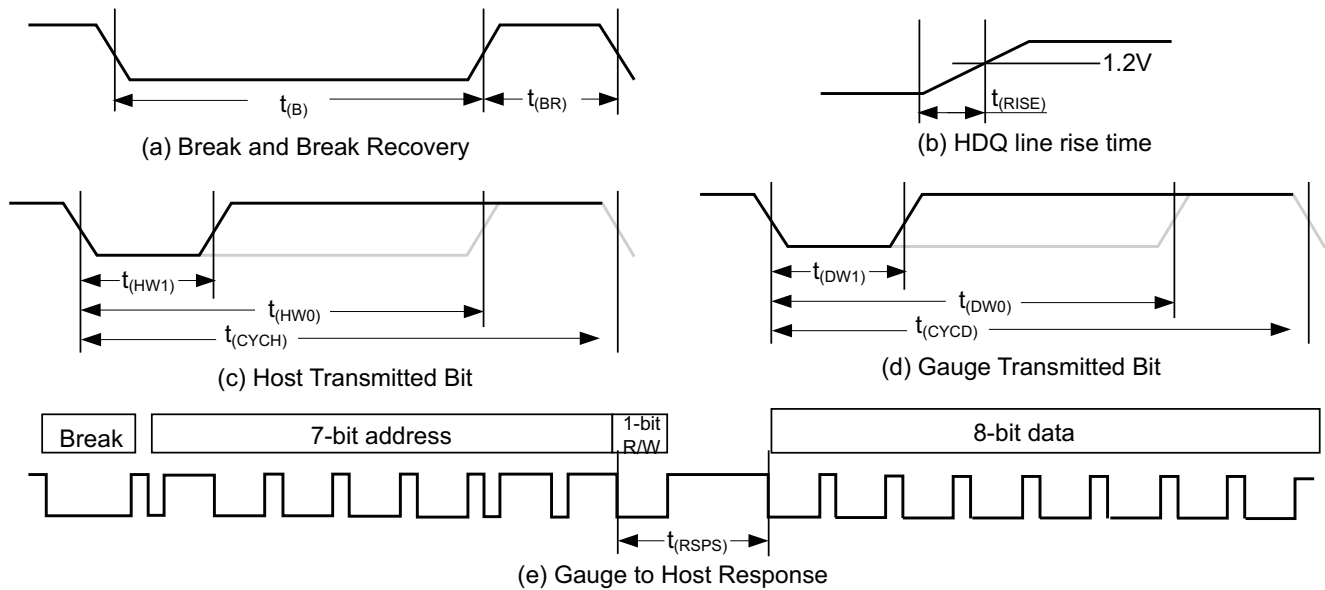 t(B)
t(BR)
(a) Break and Break Recovery
1.2V
t(RISE)
(b) HDQ line rise time
t(HW1)
t(HW0)
t(CYCH)
(c) Host Transmitted Bit
t(DW1)
t(DW0)
t(CYCD)
(d) Gauge Transmitted Bit
Break
7-bit address
1-bit
R/W
8-bit data
t(RSPS)
(e) Gauge to Host Response